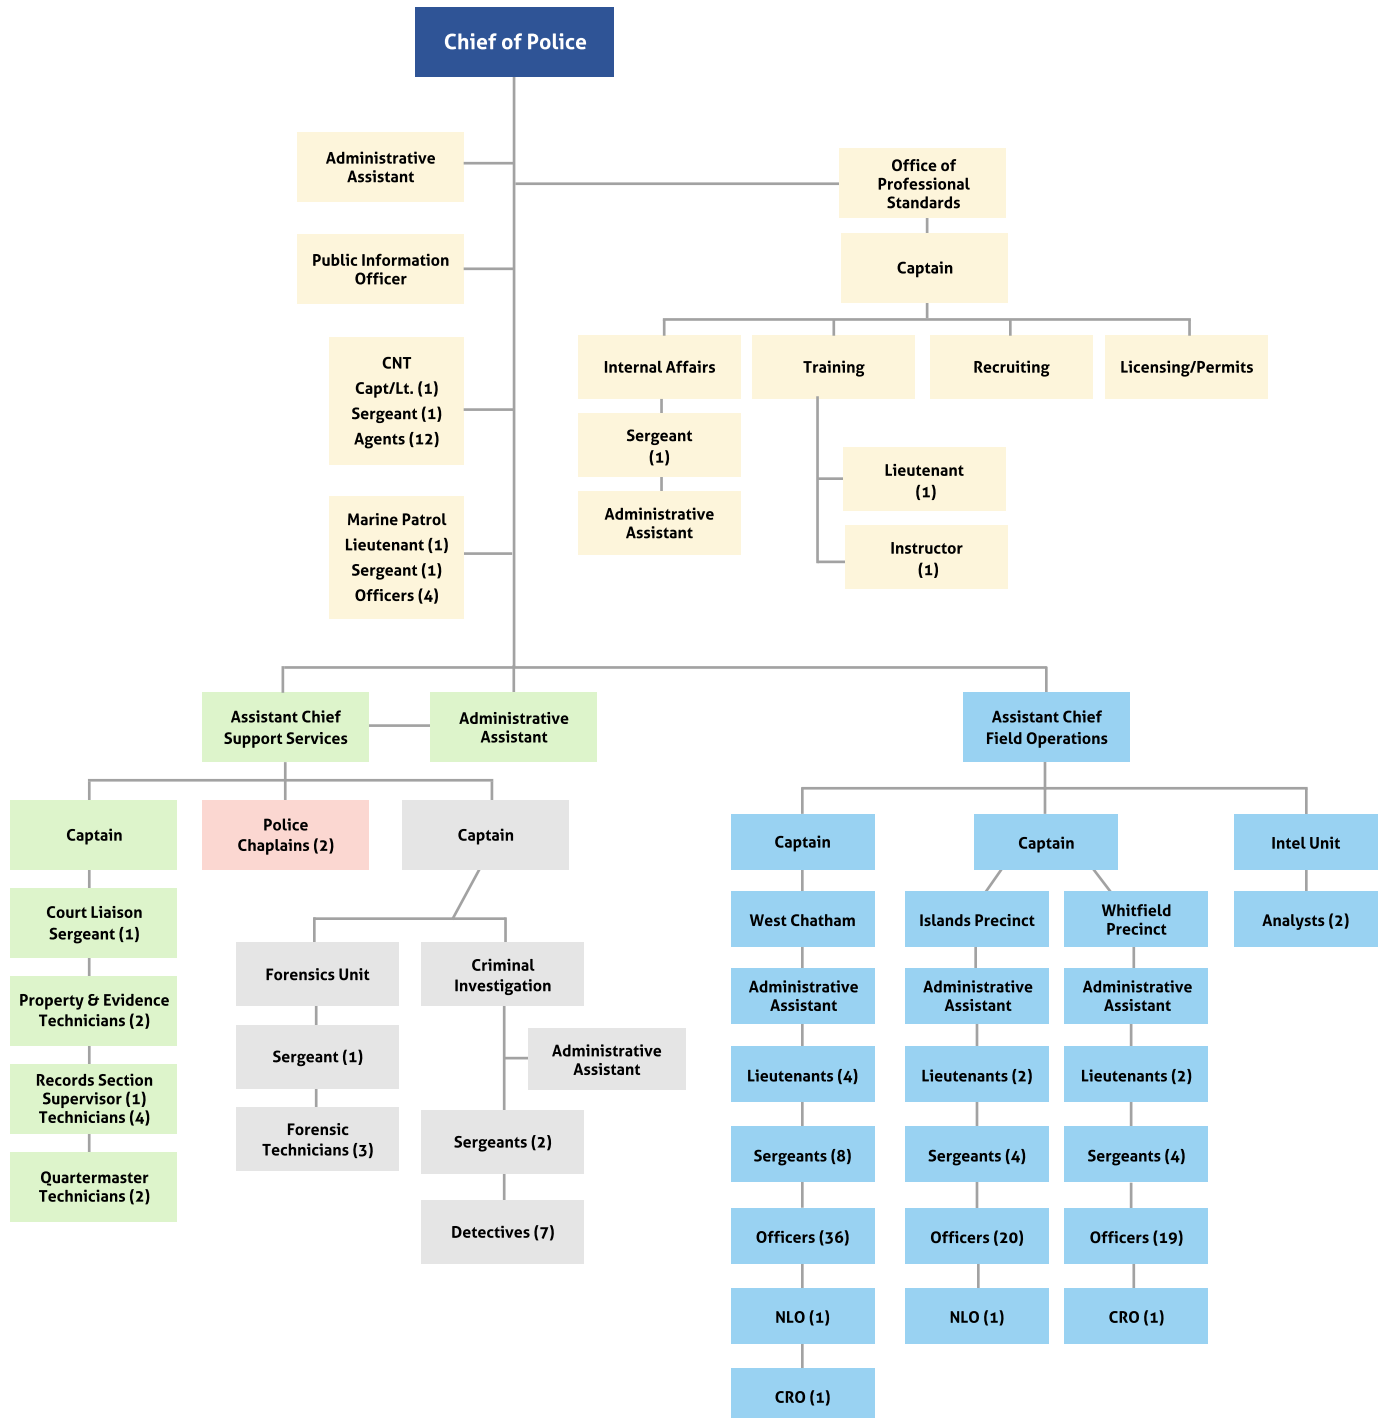 Chief of Police
Administrative
Assistant
Office of
Professional
Standards
Public Information
Officer
Captain
CNT
Capt/Lt. (1)
Sergeant (1)
Agents (12)
Internal Affairs
Training
Recruiting
Licensing/Permits
Sergeant
(1)
Administrative
Assistant
Lieutenant
(1)
Instructor
(1)
Marine Patrol
Lieutenant (1)
Sergeant (1)
Officers (4)
Assistant Chief
Support Services
Administrative
Assistant
Assistant Chief
Field Operations
Captain
Police
Chaplains (2)
Captain
Court Liaison
Sergeant (1)
Property & Evidence
Technicians (2)
Records Section
Supervisor (1)
Technicians (4)
Quartermaster
Technicians (2)
Forensics Unit
Sergeant (1)
Forensic
Technicians (3)
Criminal
Investigation
Administrative
Assistant
Sergeants (2)
Detectives (7)
Captain
West Chatham
Administrative
Assistant
Lieutenants (4)
Sergeants (8)
Officers (36)
NLO (1)
CRO (1)
Captain
Islands Precinct
Administrative
Assistant
Lieutenants (2)
Sergeants (4)
Officers (20)
NLO (1)
Whitfield
Precinct
Administrative
Assistant
Lieutenants (2)
Sergeants (4)
Officers (19)
CRO (1)
Intel Unit
Analysts (2)